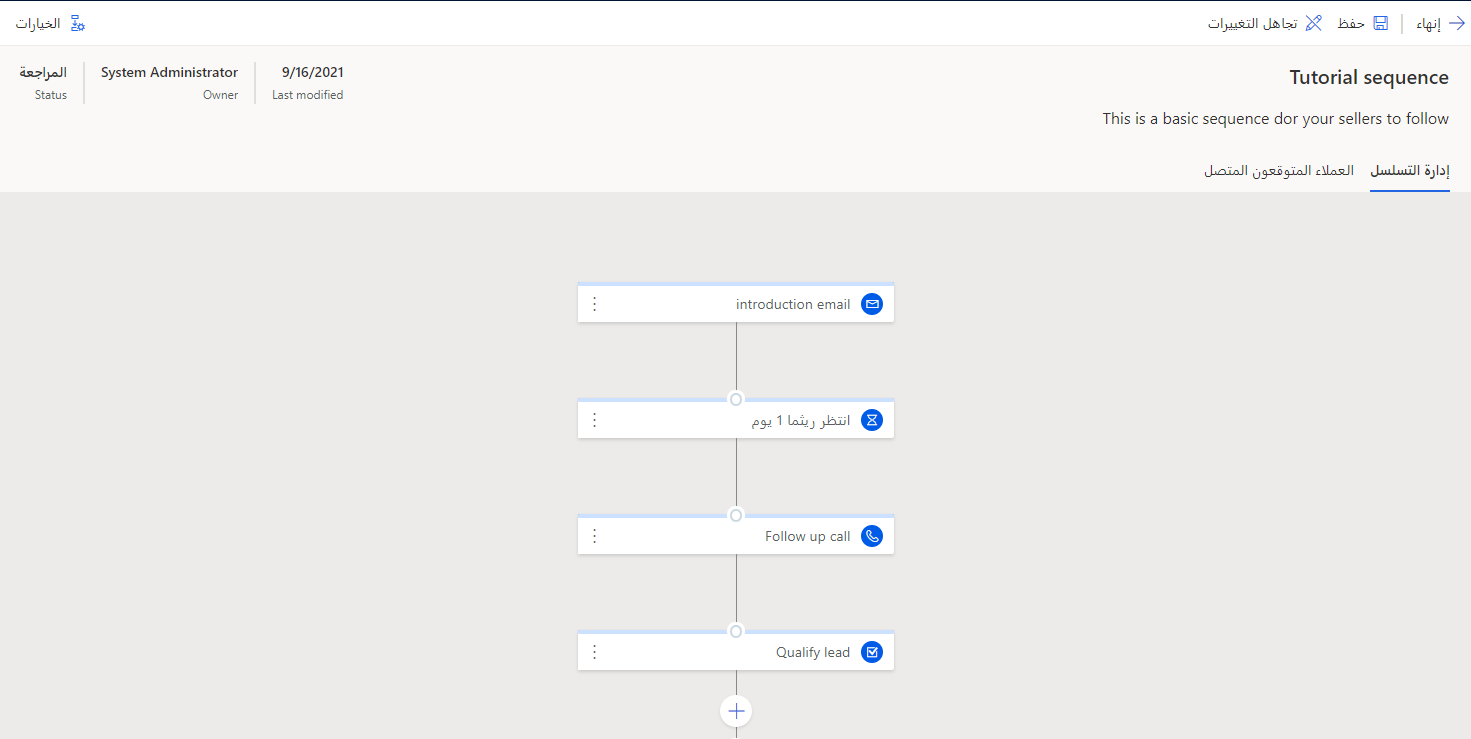 إنهاء
حفظ
تجاهل التغييرات
الخيارات
Tutorial sequence
This is a basic sequence dor your sellers to follow
9/16/2021
Last modified
System Administrator
Owner
المراجعة
Status
إدارة التسلسل
العملاء المتوقعون المتصل
introduction email
انتظر ريثما 1 يوم
Follow up call
Qualify lead